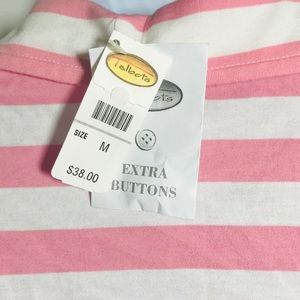 Talbots
SIZE M
$38.00
EXTRA
BUTTONS